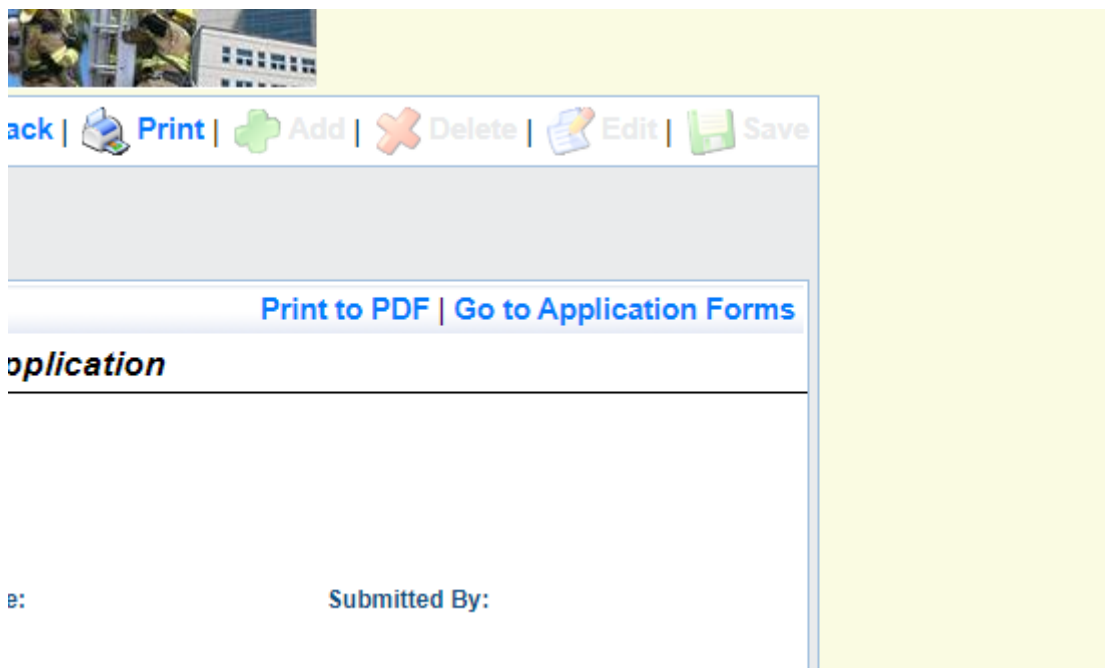 ack | Print | Add | Delete | Edit | Save
Print to PDF | Go to Application Forms
pplication
e: Submitted By: